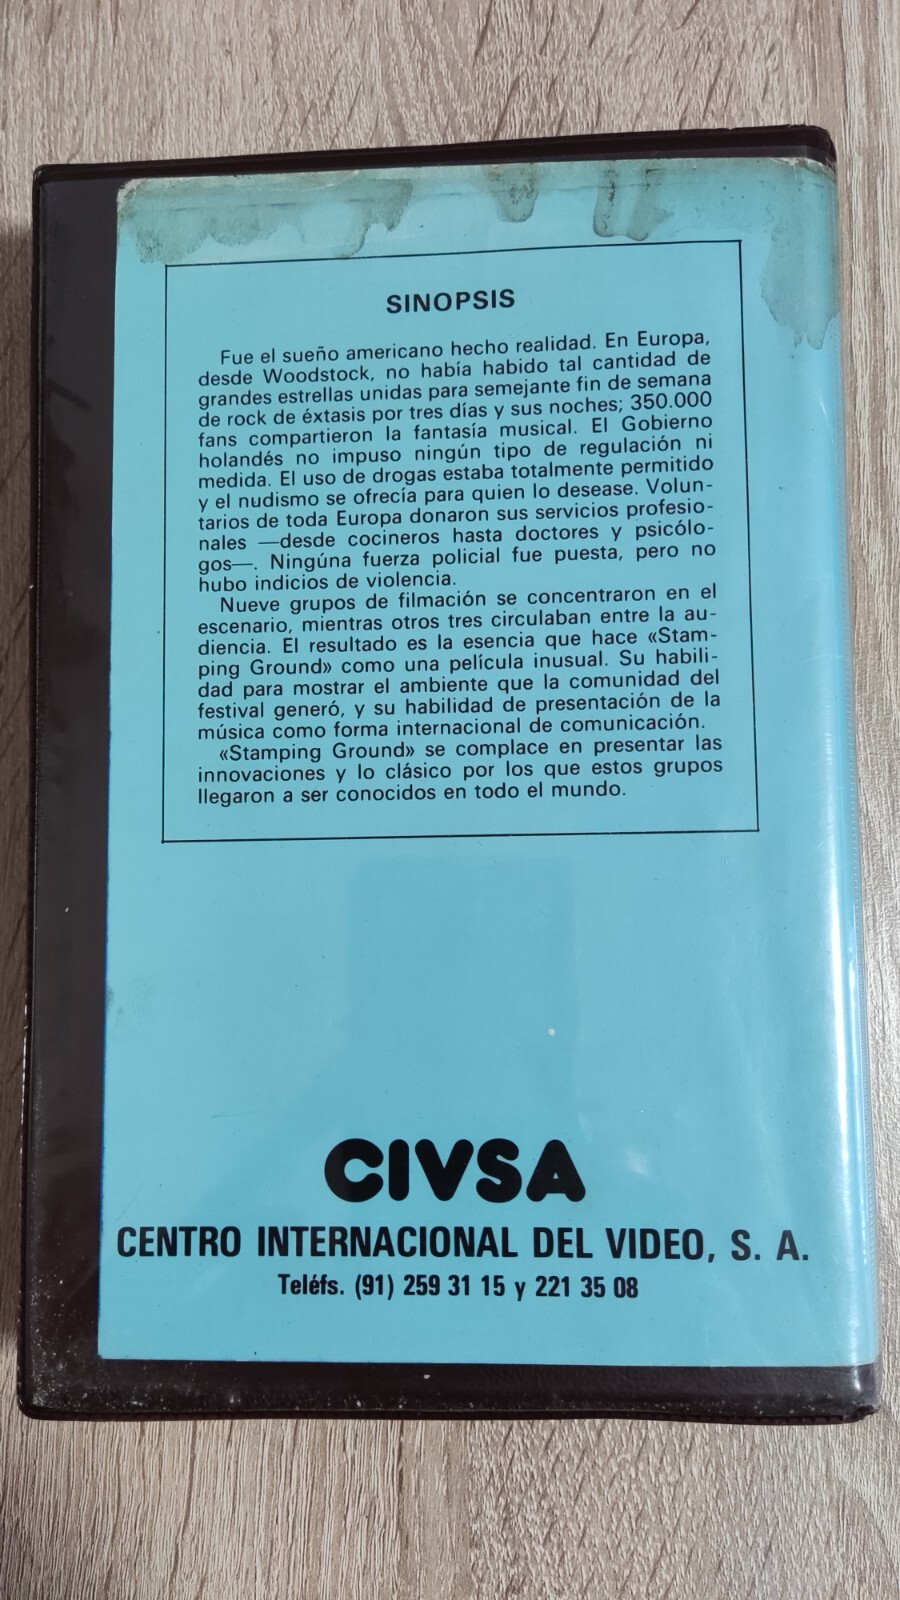 SINOPSIS
Fue el sueño americano hecho realidad. En Europa,
desde Woodstock, no había habido tal cantidad de
grandes estrellas unidas para semejante fin de semana
de rock de éxtasis por tres días y sus noches; 350.000
fans compartieron la fantasía musical. El Gobierno
holandés no impuso ningún tipo de regulación ni
medida. El uso de drogas estaba totalmente permitido
y el nudismo se ofrecía para quien lo desease. Volun-
tarios de toda Europa donaron sus servicios profesio-
nales —desde cocineros hasta doctores y psicólo-
gos—. Ningúna fuerza policial fue puesta, pero no
hubo indicios de violencia.
Nueve grupos de filmación se concentraron en el
escenario, mientras otros tres circulaban entre la au-
diencia. El resultado es la esencia que hace «Stam-
ping Ground» como una película inusual. Su habili-
dad para mostrar el ambiente que la comunidad del
festival generó, y su habilidad de presentación de la
música como forma internacional de comunicación.
«Stamping Ground» se complace en presentar las
innovaciones y lo clásico por los que estos grupos
llegaron a ser conocidos en todo el mundo.
CIVSA
CENTRO INTERNACIONAL DEL VIDEO, S. A.
Teléfs. (91) 259 31 15 y 221 35 08